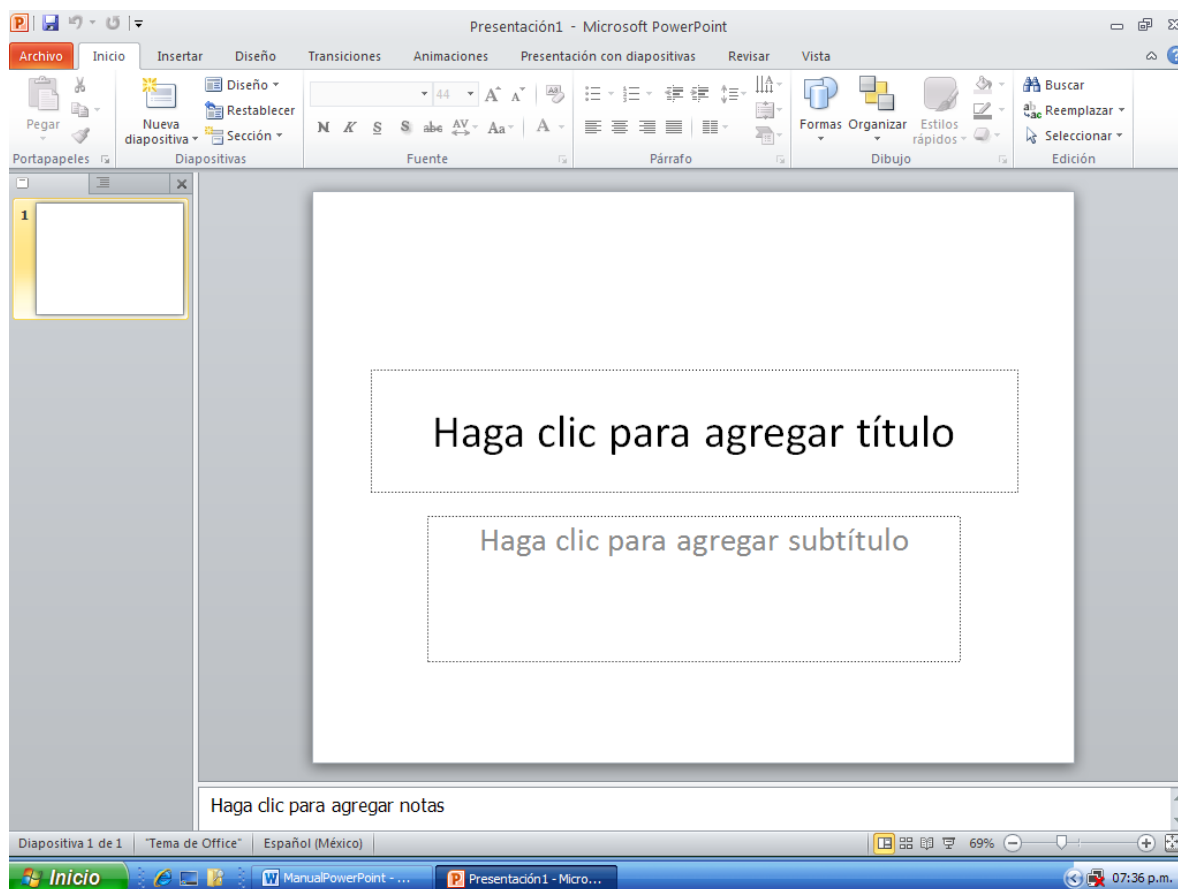 Presentación1 - Microsoft PowerPoint
Archivo Inicio Insertar Diseño Transiciones Animaciones Presentación con diapositivas Revisar Vista
Pegar
Nueva diapositiva
Diseño
Restablecer
Sección
44
N K S S abc AV Aa A
Formas Organizar Estilos rápidos
Buscar
Reemplazar
Seleccionar
Portapapeles Diapositivas Fuente Párrafo Dibujo Edición
1
Haga clic para agregar título
Haga clic para agregar subtítulo
Haga clic para agregar notas
Diapositiva 1 de 1 "Tema de Office" Español (México) 69%
Inicio ManualPowerPoint - ... Presentación1 - Micro... 07:36 p.m.